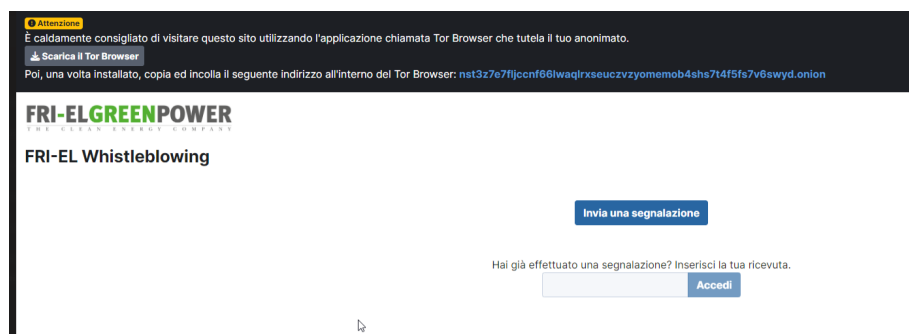 Attenzione
È caldamente consigliato di visitare questo sito utilizzando l'applicazione chiamata Tor Browser che tutela il tuo anonimato.
Scarica il Tor Browser
Poi, una volta installato, copia ed incolla il seguente indirizzo all'interno del Tor Browser: nst3z7e7fljccnf66lwaqlrxseuczvzyomemob4shs7t4f5fs7v6swyd.onion
FRI-ELGREENPOWER
THE CLEAN ENERGY COMPANY
FRI-EL Whistleblowing
Invia una segnalazione
Hai già effettuato una segnalazione? Inserisci la tua ricevuta.
Accedi